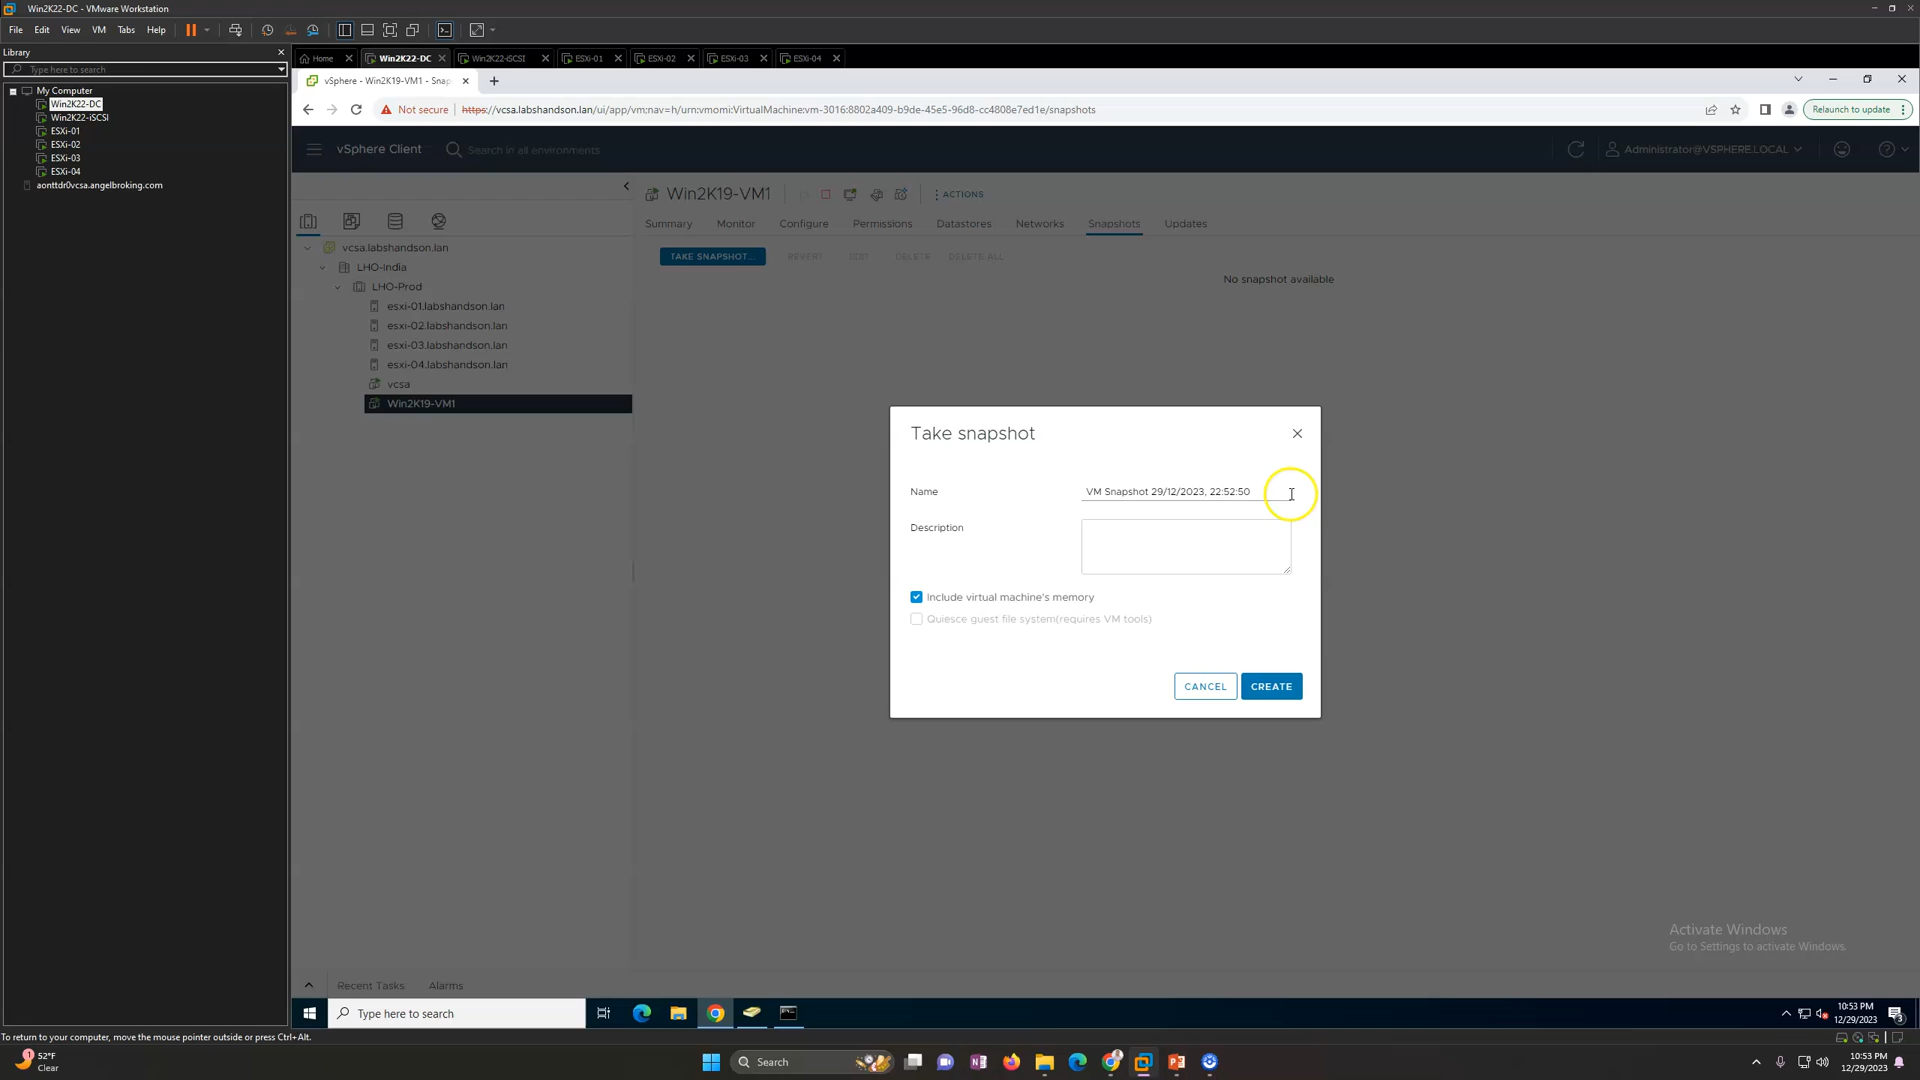 Win2K22-DC - VMware Workstation
File Edit View VM Tabs Help
Library
Type here to search
My Computer
Win2K22-DC
Win2K22-iSCSI
ESXi-01
ESXi-02
ESXi-03
ESXi-04
aonttdr0vcsa.angelbroking.com
Home Win2K22-DC Win2K22-iSCSI ESXi-01 ESXi-02 ESXi-03 ESXi-04
vSphere - Win2K19-VM1 - Snap
Not secure https://vcsa.labshandson.lan/ui/app/vm;nav=h/urn:vmomi:VirtualMachine:vm-3016:8802a409-b9de-45e5-96d8-cc4808e7ed1e/snapshots
Relaunch to update
vSphere Client Search in all environments Administrator@VSPHERE.LOCAL
vcsa.labshandson.lan
LHO-India
LHO-Prod
esxi-01.labshandson.lan
esxi-02.labshandson.lan
esxi-03.labshandson.lan
esxi-04.labshandson.lan
vcsa
Win2K19-VM1
Win2K19-VM1 ACTIONS
Summary Monitor Configure Permissions Datastores Networks Snapshots Updates
TAKE SNAPSHOT... REVERT EDIT DELETE DELETE ALL
No snapshot available
Take snapshot
Name VM Snapshot 29/12/2023, 22:52:50
Description
Include virtual machine's memory
Quiesce guest file system(requires VM tools)
CANCEL CREATE
Activate Windows
Go to Settings to activate Windows.
Recent Tasks Alarms
Type here to search
10:53 PM
12/29/2023
3
To return to your computer, move the mouse pointer outside or press Ctrl+Alt.
1
52°F
Clear
Search
10:53 PM
12/29/2023